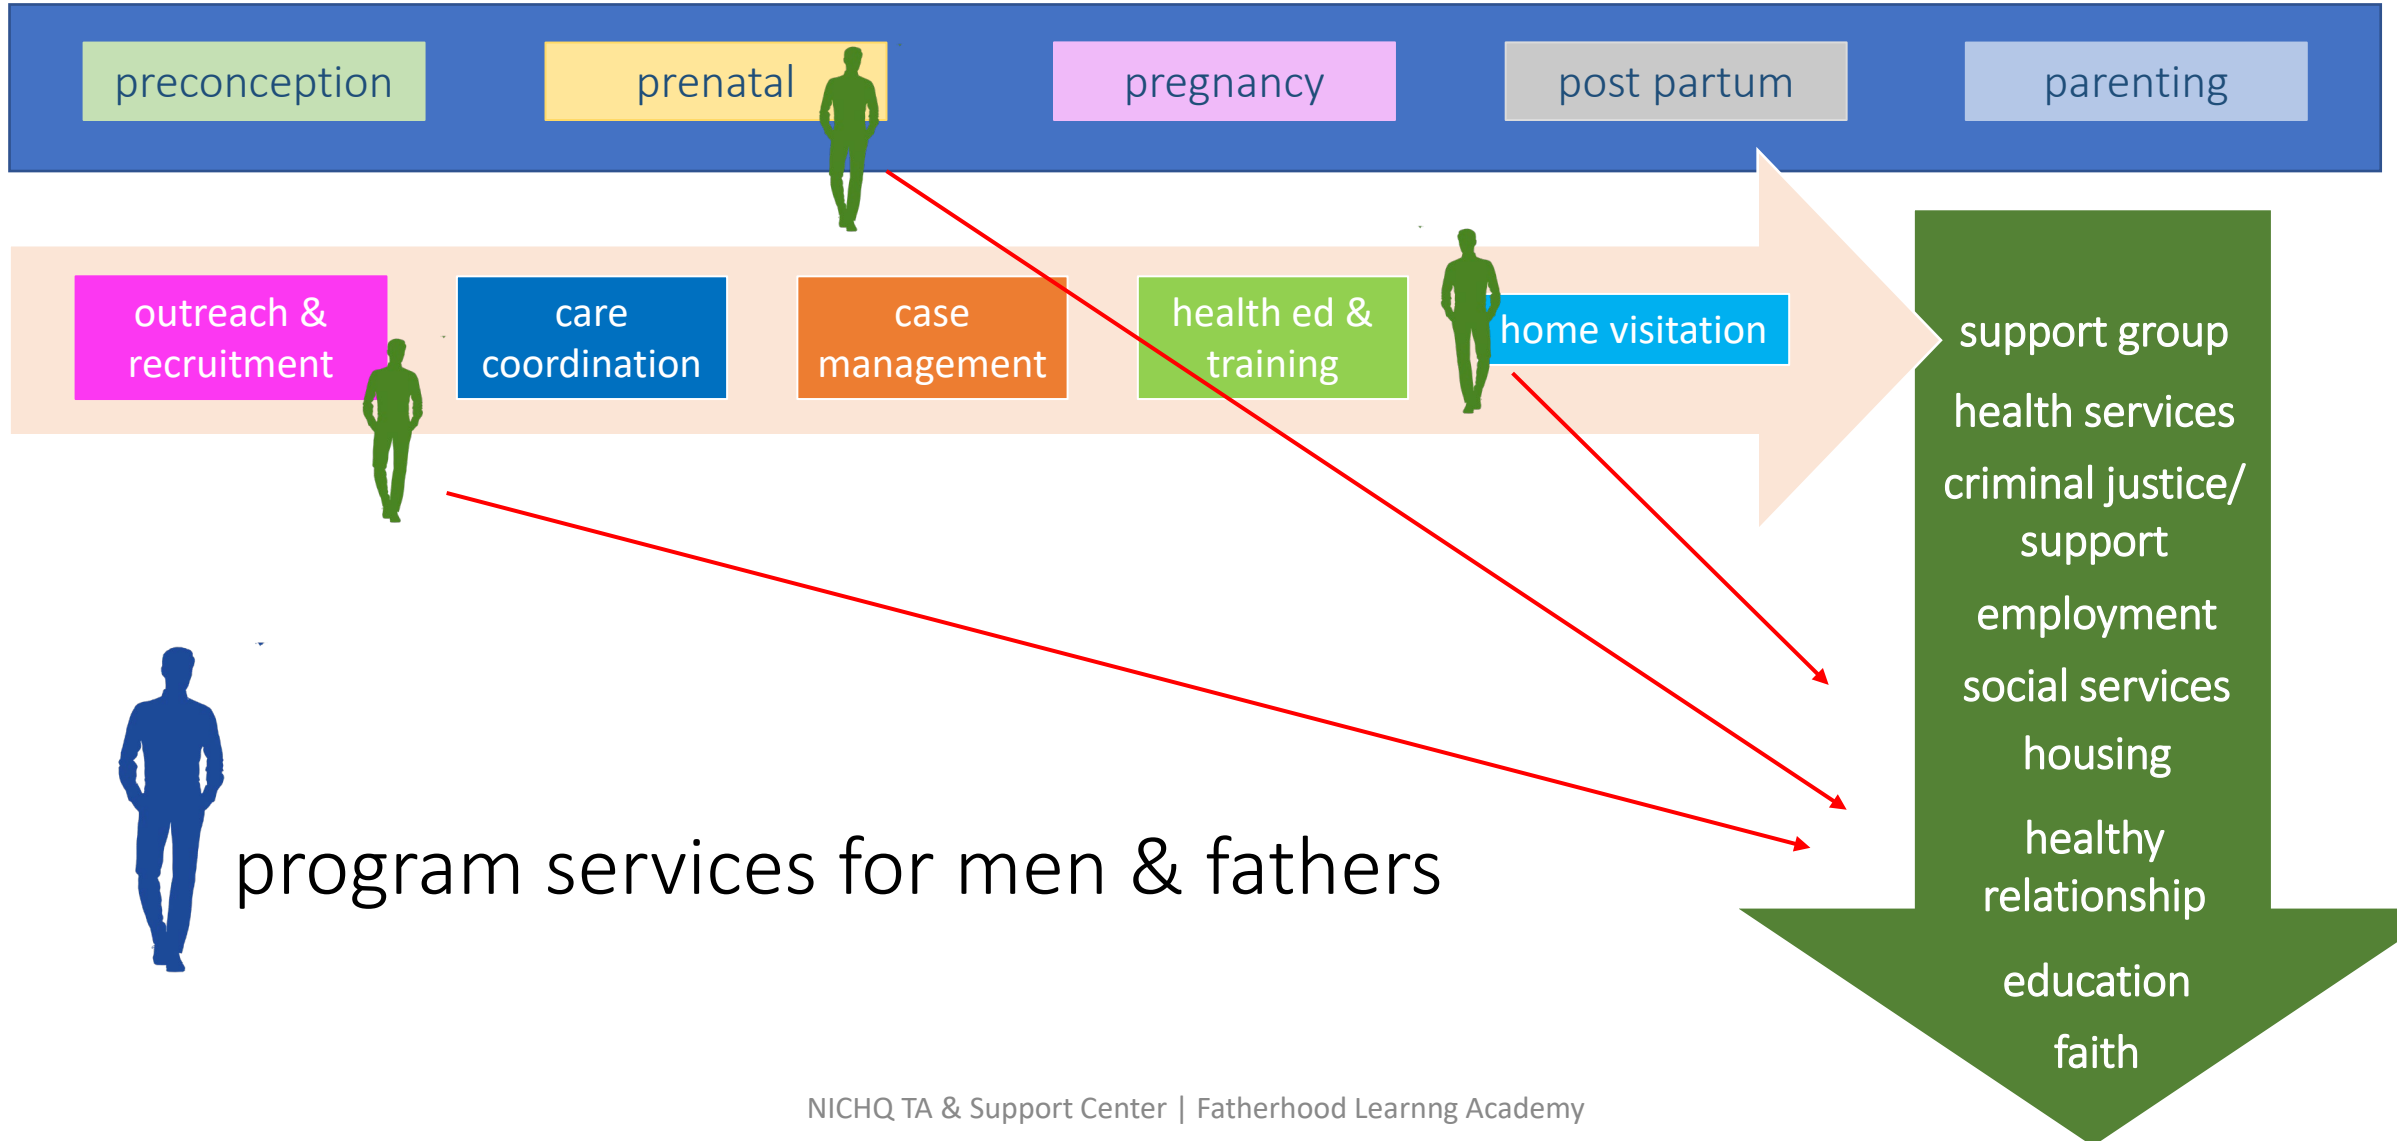 preconception
prenatal
pregnancy
post partum
parenting
outreach &
recruitment
care
coordination
case
management
health ed &
training
home visitation
support group
health services
criminal justice/
support
employment
social services
housing
healthy
relationship
education
faith
program services for men & fathers
NICHQ TA & Support Center | Fatherhood Learnng Academy